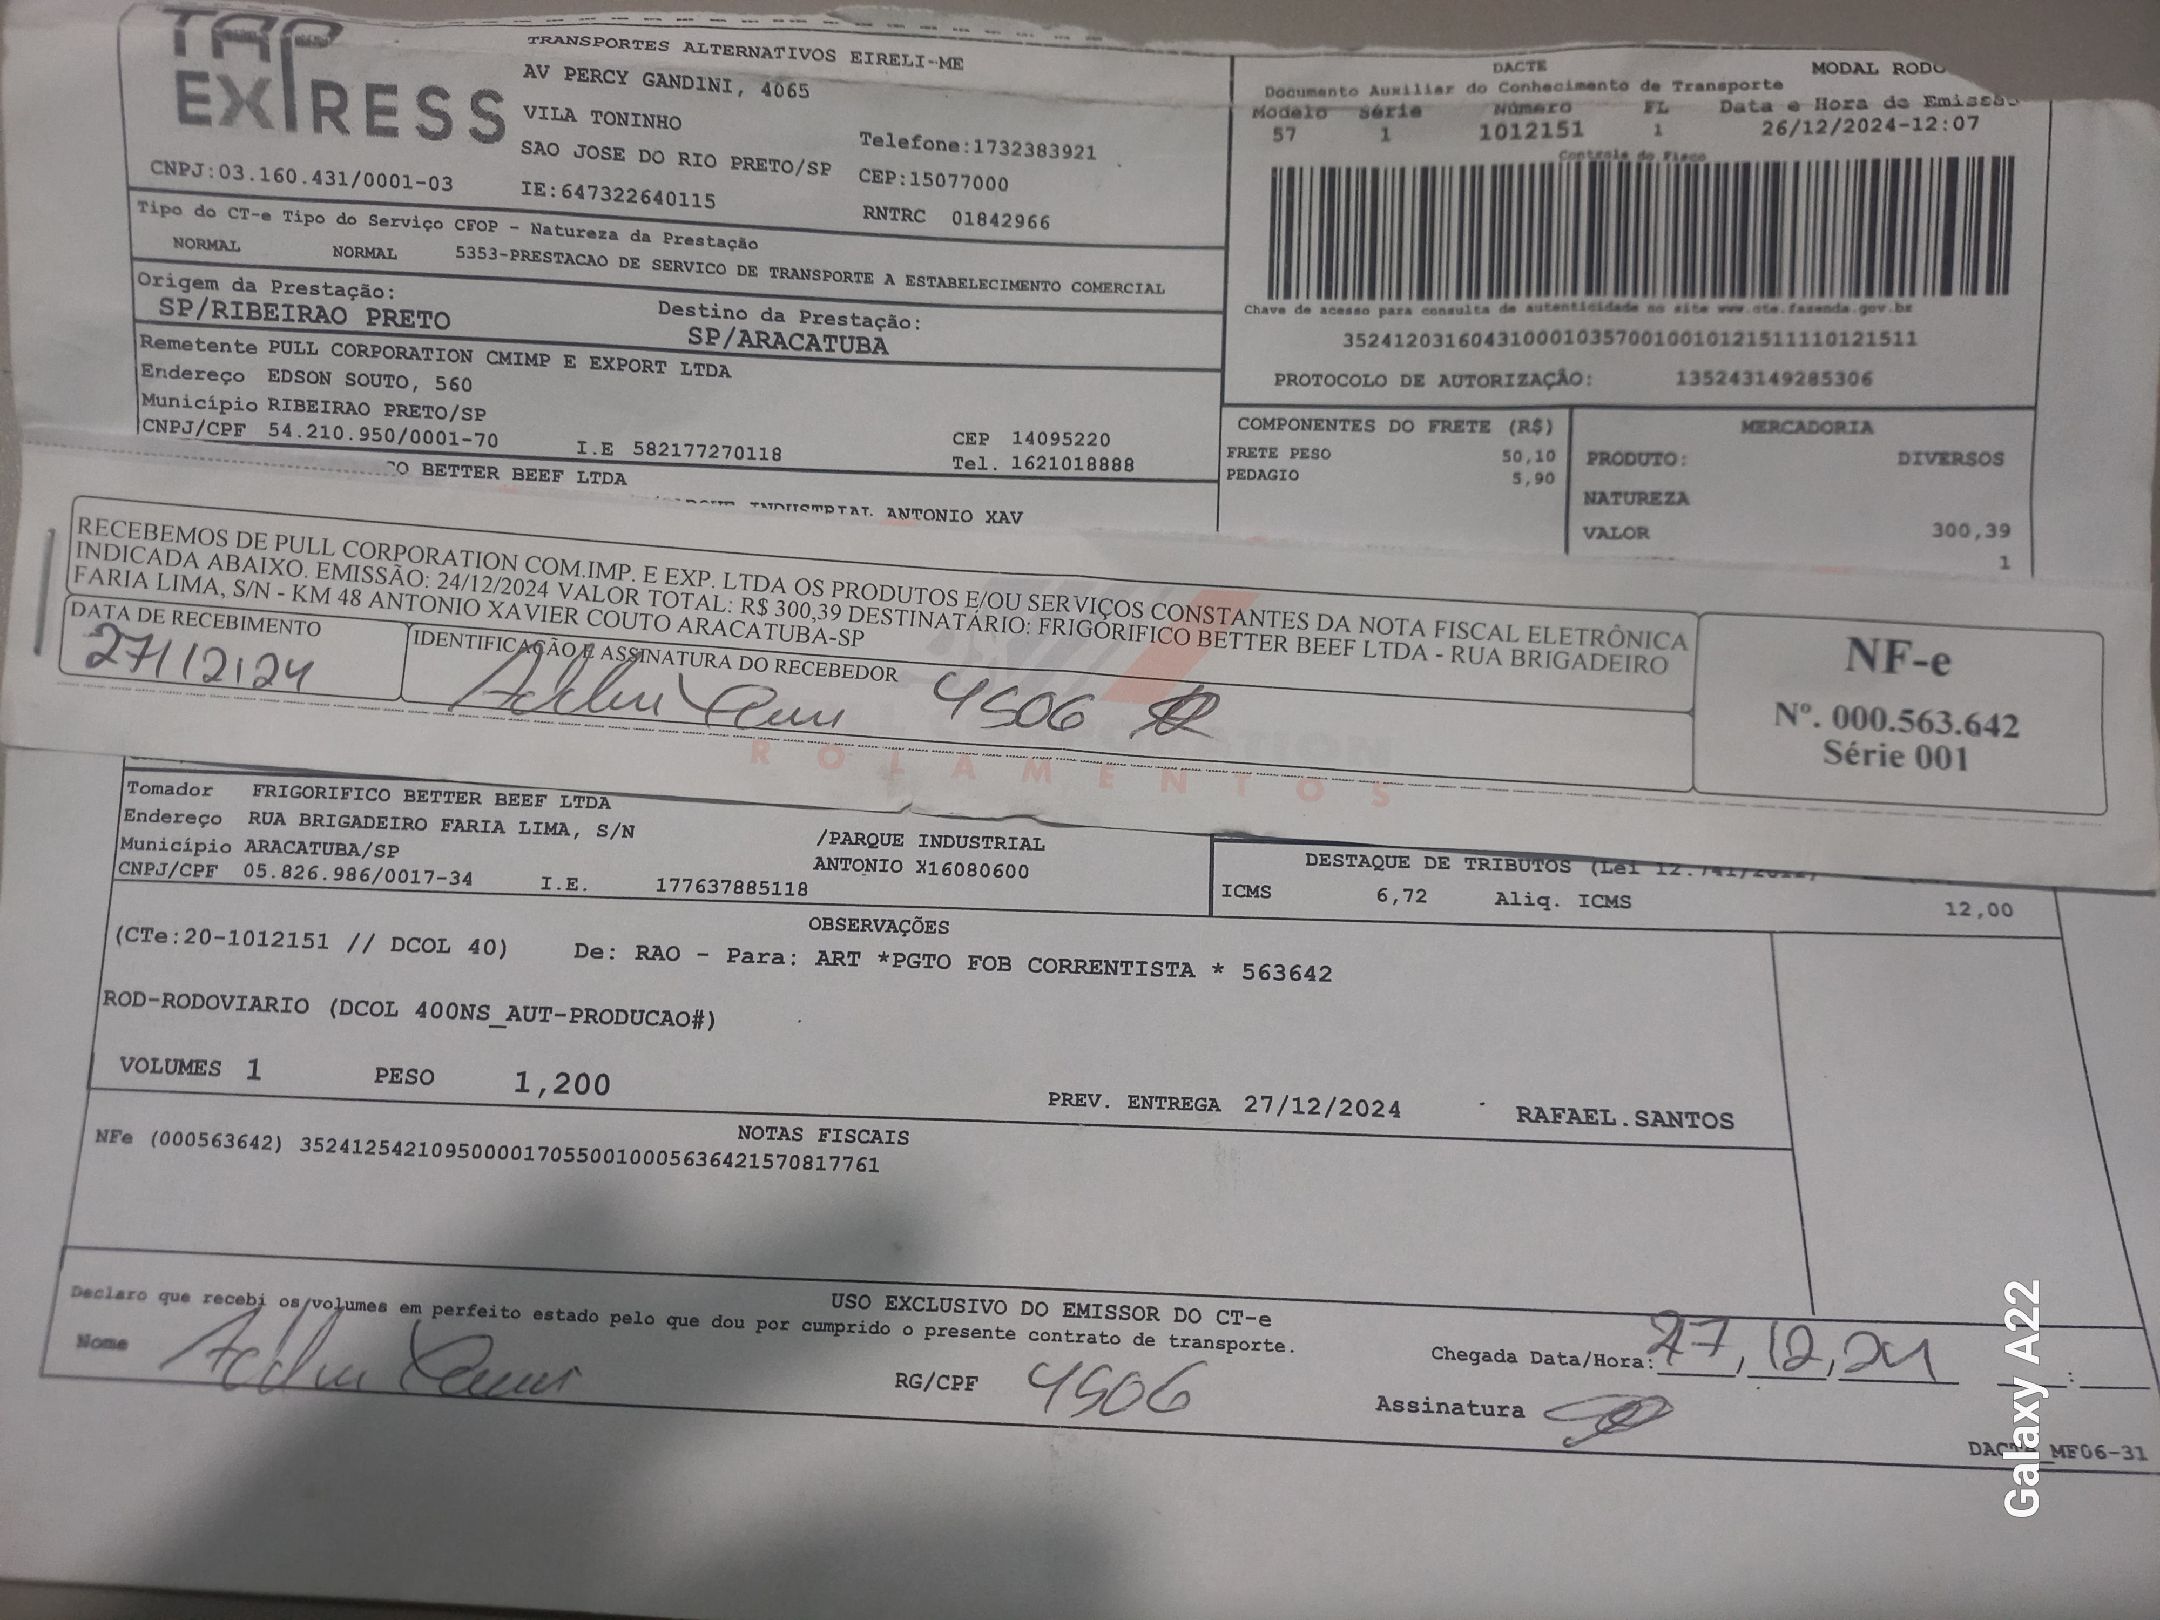 TAP
EXPRESS
TRANSPORTES ALTERNATIVOS EIRELI-ME
AV PERCY GANDINI, 4065
VILA TONINHO
SAO JOSE DO RIO PRETO/SP
Telefone:1732383921
CEP:15077000
CNPJ:03.160.431/0001-03
IE:647322640115
RNTRC 01842966
DACTE
MODAL RODO
Documento Auxiliar do Conhecimento de Transporte
Modelo Série Número FL Data e Hora de Emissão
57 1 1012151 1 26/12/2024-12:07
Controle do Fisco
Chave de acesso para consulta de autenticidade no site www.cte.fazenda.gov.br
35241203160431000103570010010121511110121511
PROTOCOLO DE AUTORIZAÇÂO: 135243149285306
Tipo do CT-e Tipo do Serviço CFOP - Natureza da Prestação
NORMAL NORMAL 5353-PRESTACAO DE SERVICO DE TRANSPORTE A ESTABELECIMENTO COMERCIAL
Origem da Prestação:
SP/RIBEIRAO PRETO
Destino da Prestação:
SP/ARACATUBA
Remetente PULL CORPORATION CMIMP E EXPORT LTDA
Endereço EDSON SOUTO, 560
Município RIBEIRAO PRETO/SP
CNPJ/CPF 54.210.950/0001-70 I.E 582177270118
CEP 14095220
Tel. 1621018888
COMPONENTES DO FRETE (R$)
FRETE PESO 50,10
PEDAGIO 5,90
MERCADORIA
PRODUTO: DIVERSOS
NATUREZA
VALOR 300,39
1
CO BETTER BEEF LTDA
INDUSTRIAL ANTONIO XAV
RECEBEMOS DE PULL CORPORATION COM.IMP. E EXP. LTDA OS PRODUTOS E/OU SERVIÇOS CONSTANTES DA NOTA FISCAL ELETRÔNICA
INDICADA ABAIXO. EMISSÃO: 24/12/2024 VALOR TOTAL: R$ 300,39 DESTINATÁRIO: FRIGORIFICO BETTER BEEF LTDA - RUA BRIGADEIRO
FARIA LIMA, S/N - KM 48 ANTONIO XAVIER COUTO ARACATUBA-SP
DATA DE RECEBIMENTO
27/12/24
IDENTIFICAÇÃO E ASSINATURA DO RECEBEDOR
4506
NF-e
Nº. 000.563.642
Série 001
ROLAMENTOS
Tomador FRIGORIFICO BETTER BEEF LTDA
Endereço RUA BRIGADEIRO FARIA LIMA, S/N /PARQUE INDUSTRIAL
Município ARACATUBA/SP ANTONIO X16080600
CNPJ/CPF 05.826.986/0017-34 I.E. 177637885118
DESTAQUE DE TRIBUTOS (Lei 12.741/2012)
ICMS 6,72 Aliq. ICMS 12,00
OBSERVAÇÕES
(CTe:20-1012151 // DCOL 40) De: RAO - Para: ART *PGTO FOB CORRENTISTA * 563642
ROD-RODOVIARIO (DCOL 400NS_AUT-PRODUCAO#)
VOLUMES 1 PESO 1,200
PREV. ENTREGA 27/12/2024 RAFAEL.SANTOS
NOTAS FISCAIS
NFe (000563642) 35241254210950000170550010005636421570817761
USO EXCLUSIVO DO EMISSOR DO CT-e
Declaro que recebi os volumes em perfeito estado pelo que dou por cumprido o presente contrato de transporte.
Nome
RG/CPF 4506
Chegada Data/Hora: 27,12,24 :
Assinatura
DACTE MF06-31
Galaxy A22